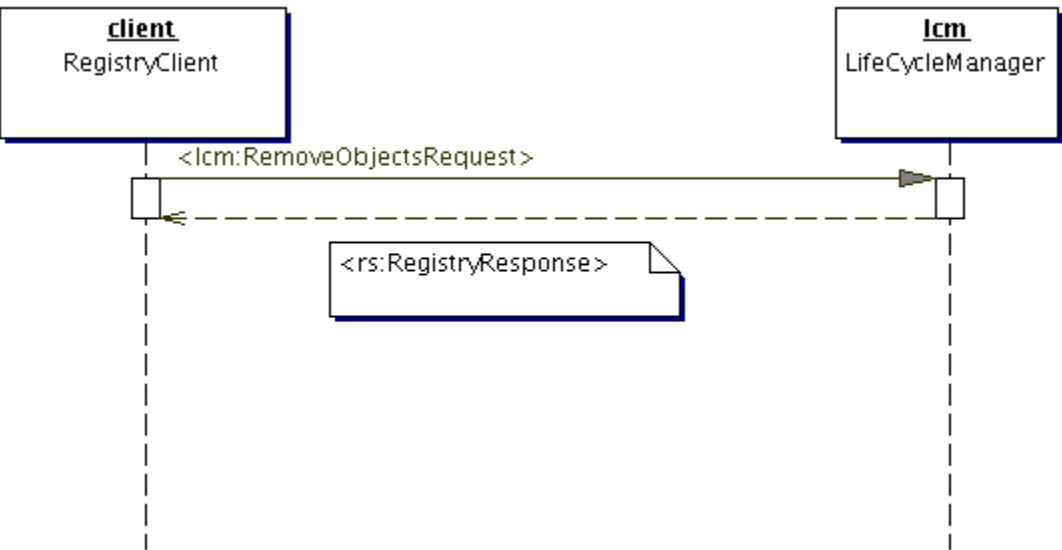 client
RegistryClient
lcm
LifeCycleManager
<lcm:RemoveObjectsRequest>
<rs:RegistryResponse>